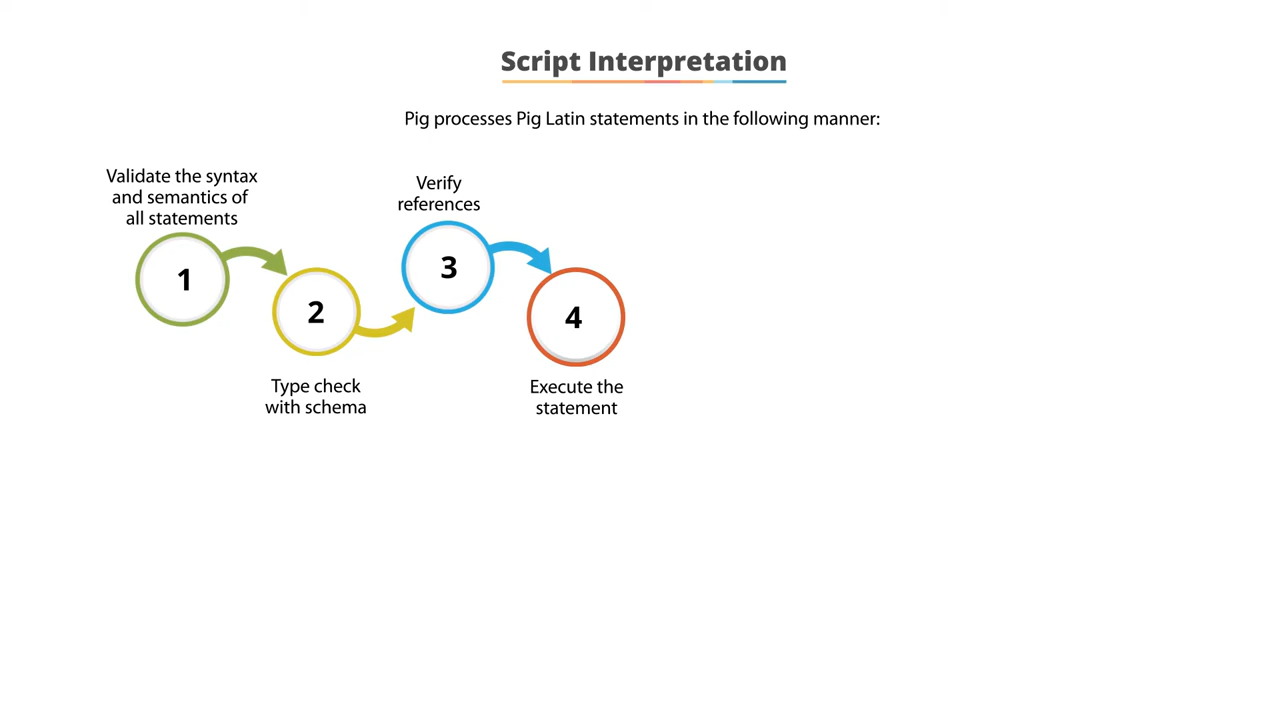 Script Interpretation
Pig processes Pig Latin statements in the following manner:
Validate the syntax
and semantics of
all statements
1
2
Type check
with schema
Verify
references
3
4
Execute the
statement